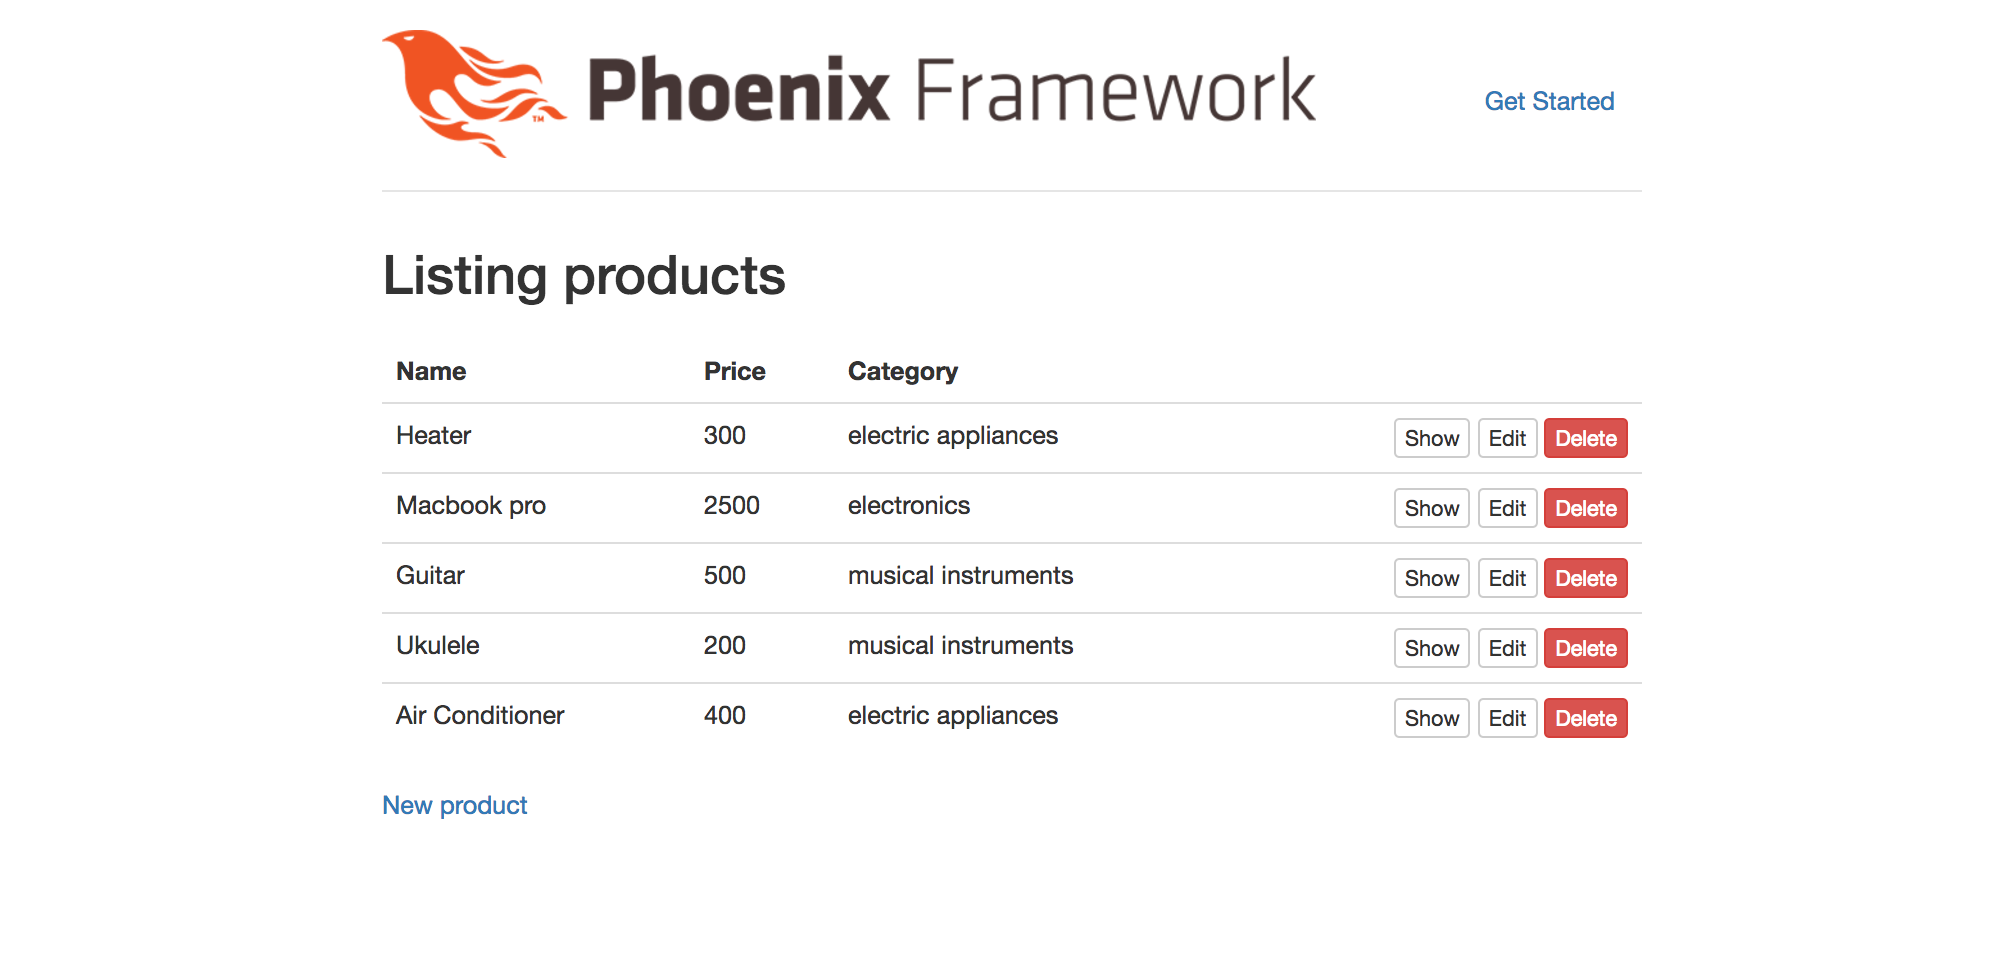 Phoenix Framework
TM
Get Started
Listing products
Name Price Category
Heater 300 electric appliances Show Edit Delete
Macbook pro 2500 electronics Show Edit Delete
Guitar 500 musical instruments Show Edit Delete
Ukulele 200 musical instruments Show Edit Delete
Air Conditioner 400 electric appliances Show Edit Delete
New product